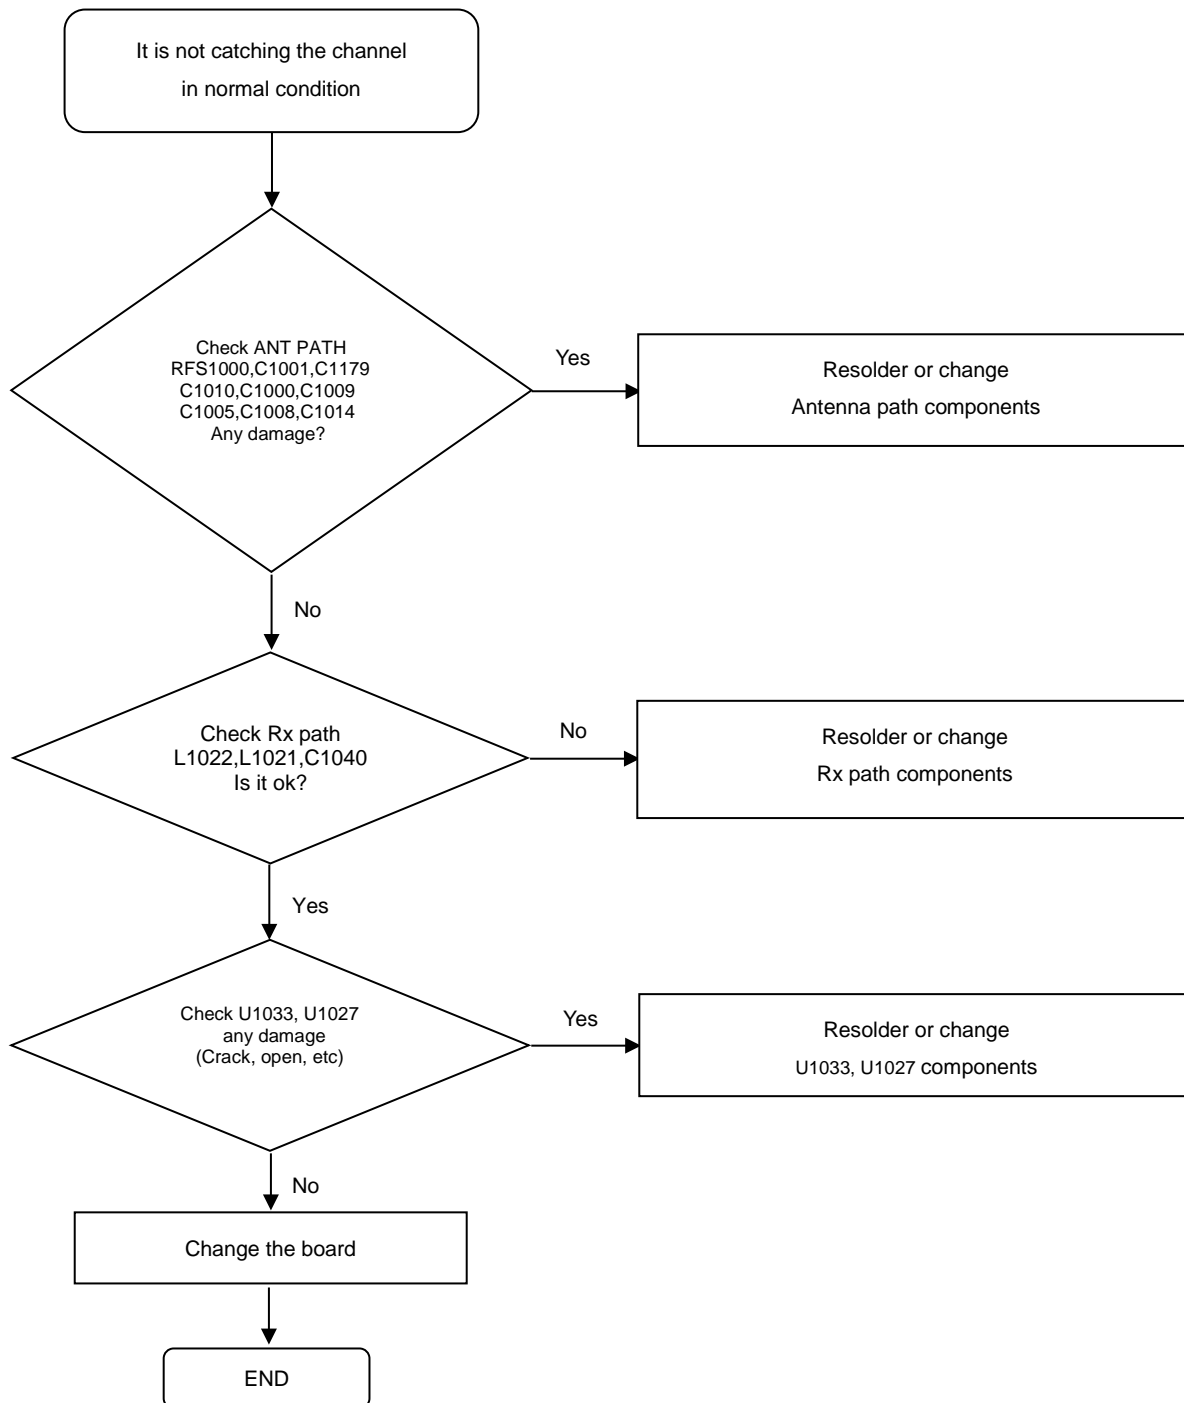 It is not catching the channel
in normal condition
Check ANT PATH
RFS1000,C1001,C1179
C1010,C1000,C1009
C1005,C1008,C1014
Any damage?
Yes
Resolder or change
Antenna path components
No
Check Rx path
L1022,L1021,C1040
Is it ok?
No
Resolder or change
Rx path components
Yes
Check U1033, U1027
any damage
(Crack, open, etc)
Yes
Resolder or change
U1033, U1027 components
No
Change the board
END